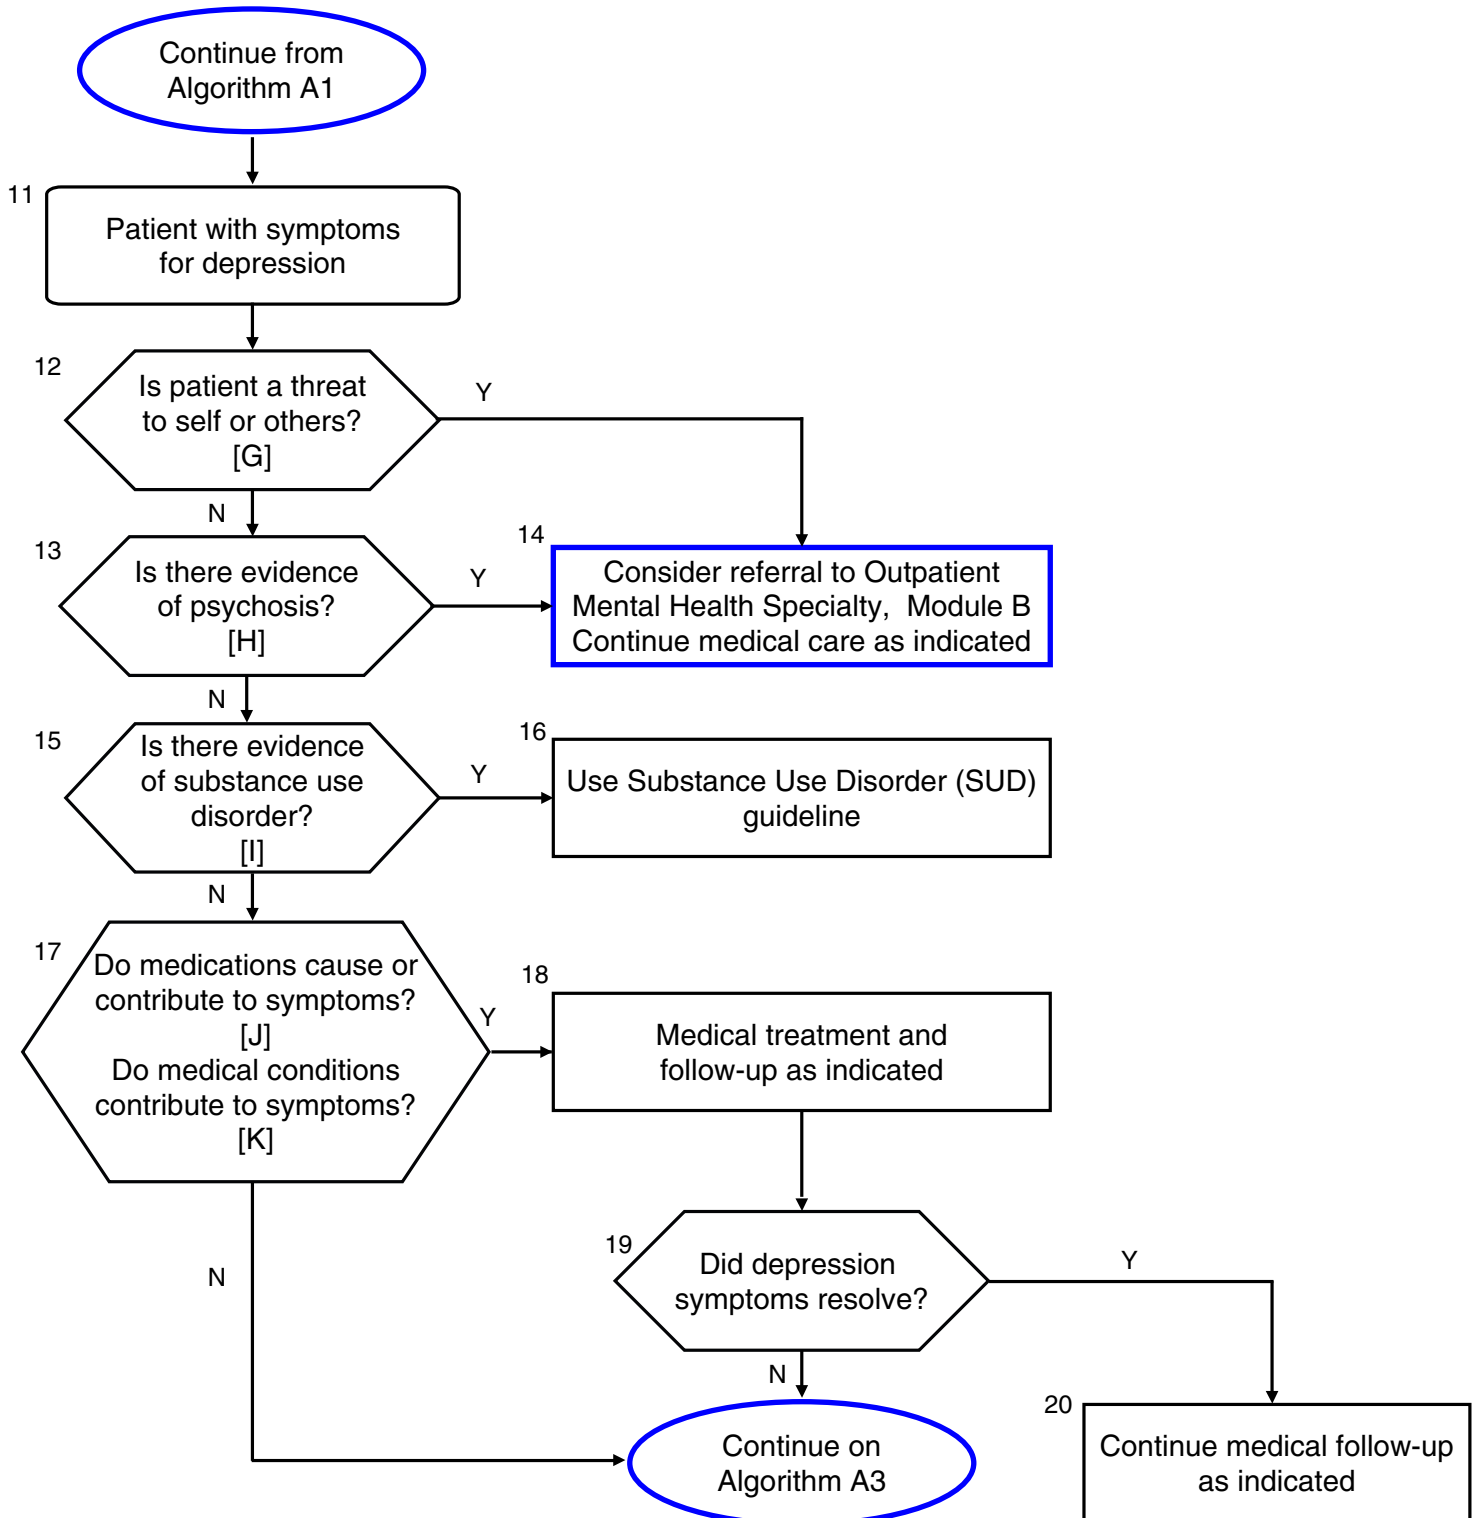 Continue from
Algorithm A1
11
Patient with symptoms
for depression
12
Is patient a threat
to self or others?
[G]
Y
N
13
Is there evidence
of psychosis?
[H]
Y
14
Consider referral to Outpatient
Mental Health Specialty, Module B
Continue medical care as indicated
N
15
Is there evidence
of substance use
disorder?
[I]
Y
16
Use Substance Use Disorder (SUD)
guideline
N
17
Do medications cause or
contribute to symptoms?
[J]
Do medical conditions
contribute to symptoms?
[K]
Y
18
Medical treatment and
follow-up as indicated
19
Did depression
symptoms resolve?
Y
N
N
Continue on
Algorithm A3
20
Continue medical follow-up
as indicated